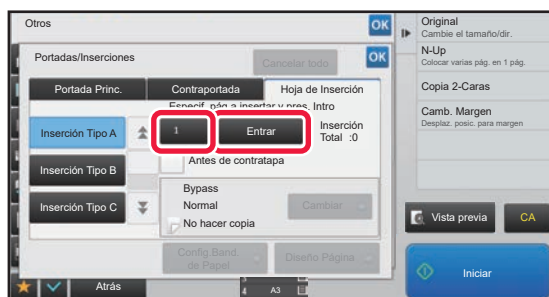 Otros
OK
Portadas/Inserciones
Cancelar todo
OK
Portada Princ.
Contraportada
Hoja de Inserción
Especif. pág a insertar y pres. Intro
Inserción Tipo A
1
Entrar
Inserción
Total :0
Antes de contratapa
Inserción Tipo B
Inserción Tipo C
Bypass
Normal
No hacer copia
Cambiar
Config.Band.
de Papel
Diseño Página
Atrás
4
A3
Original
Cambie el tamaño/dir.
N-Up
Colocar varias pág. en 1 pág.
Copia 2-Caras
Camb. Margen
Desplaz. posic. para margen
Vista previa
CA
Iniciar